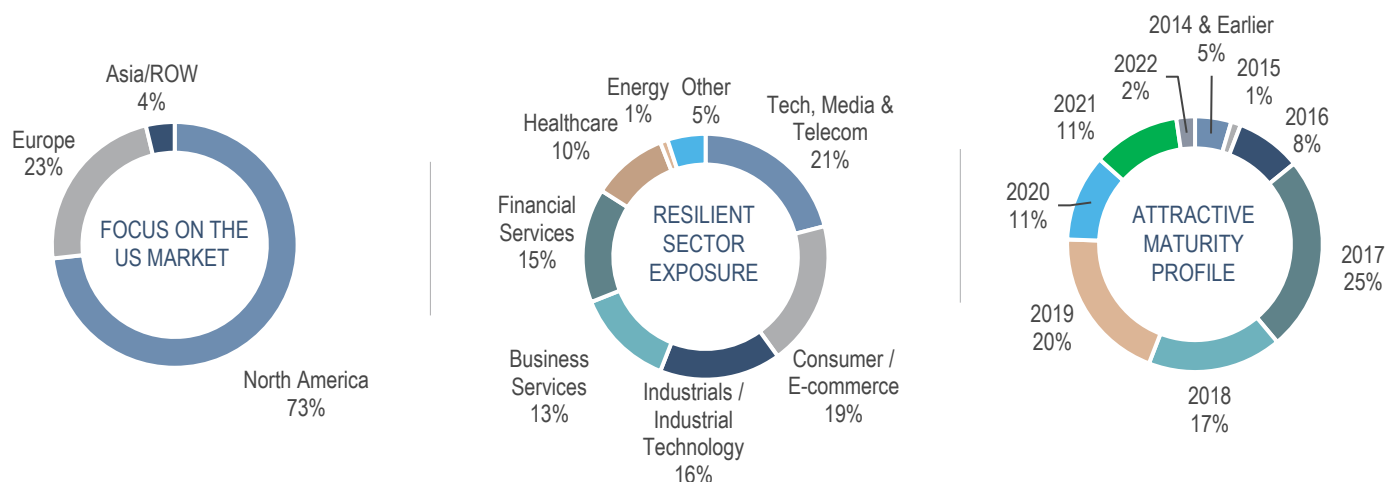 Asia/ROW
4%
Europe
23%
FOCUS ON THE
US MARKET
North America
73%
Energy
1%
Other
5%
Tech, Media &
Telecom
21%
Healthcare
10%
Financial
Services
15%
RESILIENT
SECTOR
EXPOSURE
Business
Services
13%
Industrials /
Industrial
Technology
16%
Consumer /
E-commerce
19%
2014 & Earlier
5%
2022
2%
2015
1%
2021
11%
2016
8%
2020
11%
ATTRACTIVE
MATURITY
PROFILE
2017
25%
2019
20%
2018
17%